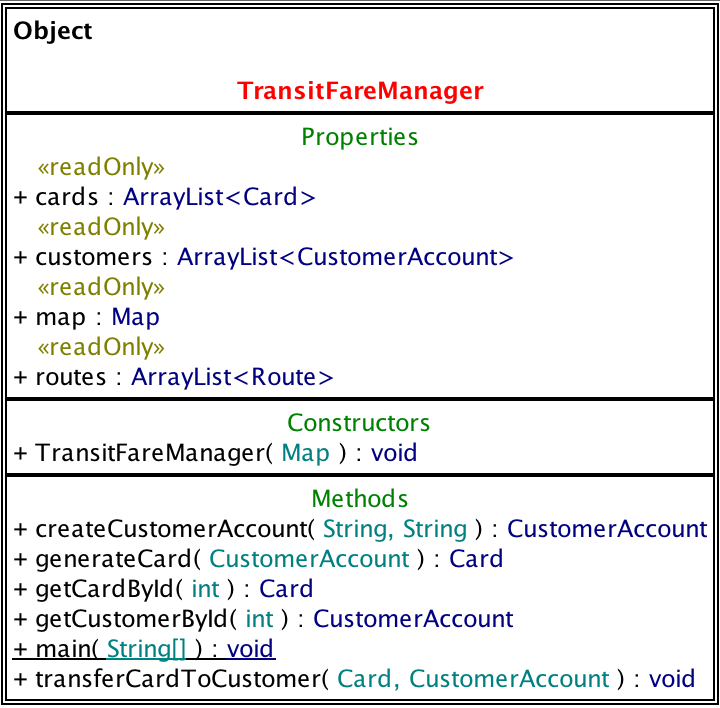 Object
TransitFareManager
Properties
«readOnly»
+ cards : ArrayList<Card>
«readOnly»
+ customers : ArrayList<CustomerAccount>
«readOnly»
+ map : Map
«readOnly»
+ routes : ArrayList<Route>
Constructors
+ TransitFareManager( Map ) : void
Methods
+ createCustomerAccount( String, String ) : CustomerAccount
+ generateCard( CustomerAccount ) : Card
+ getCardById( int ) : Card
+ getCustomerById( int ) : CustomerAccount
+ main( String[] ) : void
+ transferCardToCustomer( Card, CustomerAccount ) : void